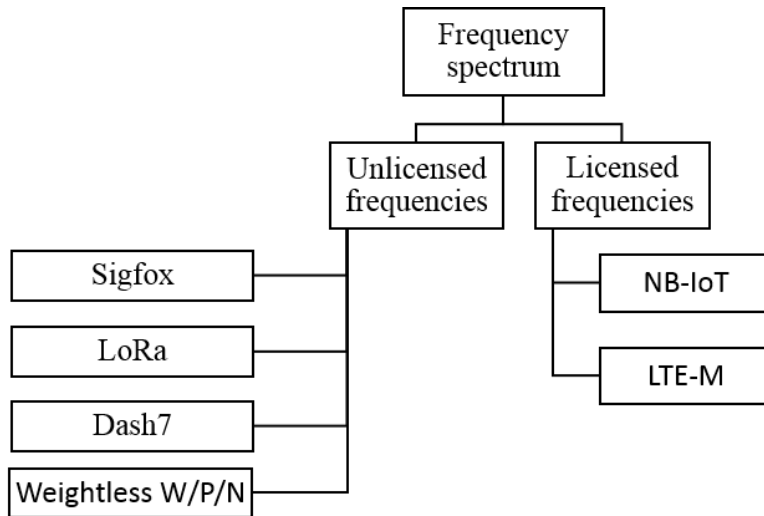 Frequency
spectrum
Unlicensed
frequencies
Licensed
frequencies
Sigfox
LoRa
Dash7
Weightless W/P/N
NB-IoT
LTE-M